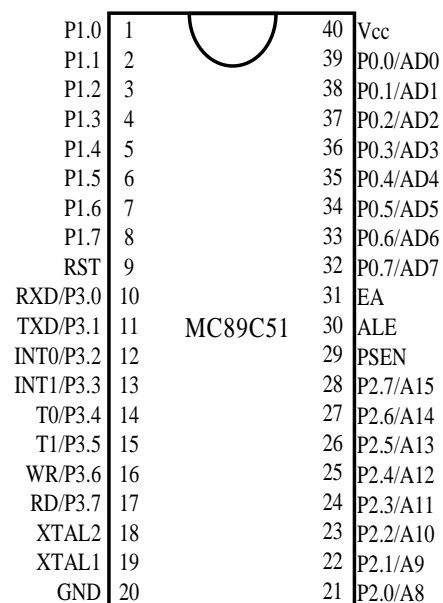 P1.0 1 40 Vcc
P1.1 2 39 P0.0/AD0
P1.2 3 38 P0.1/AD1
P1.3 4 37 P0.2/AD2
P1.4 5 36 P0.3/AD3
P1.5 6 35 P0.4/AD4
P1.6 7 34 P0.5/AD5
P1.7 8 33 P0.6/AD6
RST 9 32 P0.7/AD7
RXD/P3.0 10 31 EA
TXD/P3.1 11 MC89C51 30 ALE
INT0/P3.2 12 29 PSEN
INT1/P3.3 13 28 P2.7/A15
T0/P3.4 14 27 P2.6/A14
T1/P3.5 15 26 P2.5/A13
WR/P3.6 16 25 P2.4/A12
RD/P3.7 17 24 P2.3/A11
XTAL2 18 23 P2.2/A10
XTAL1 19 22 P2.1/A9
GND 20 21 P2.0/A8